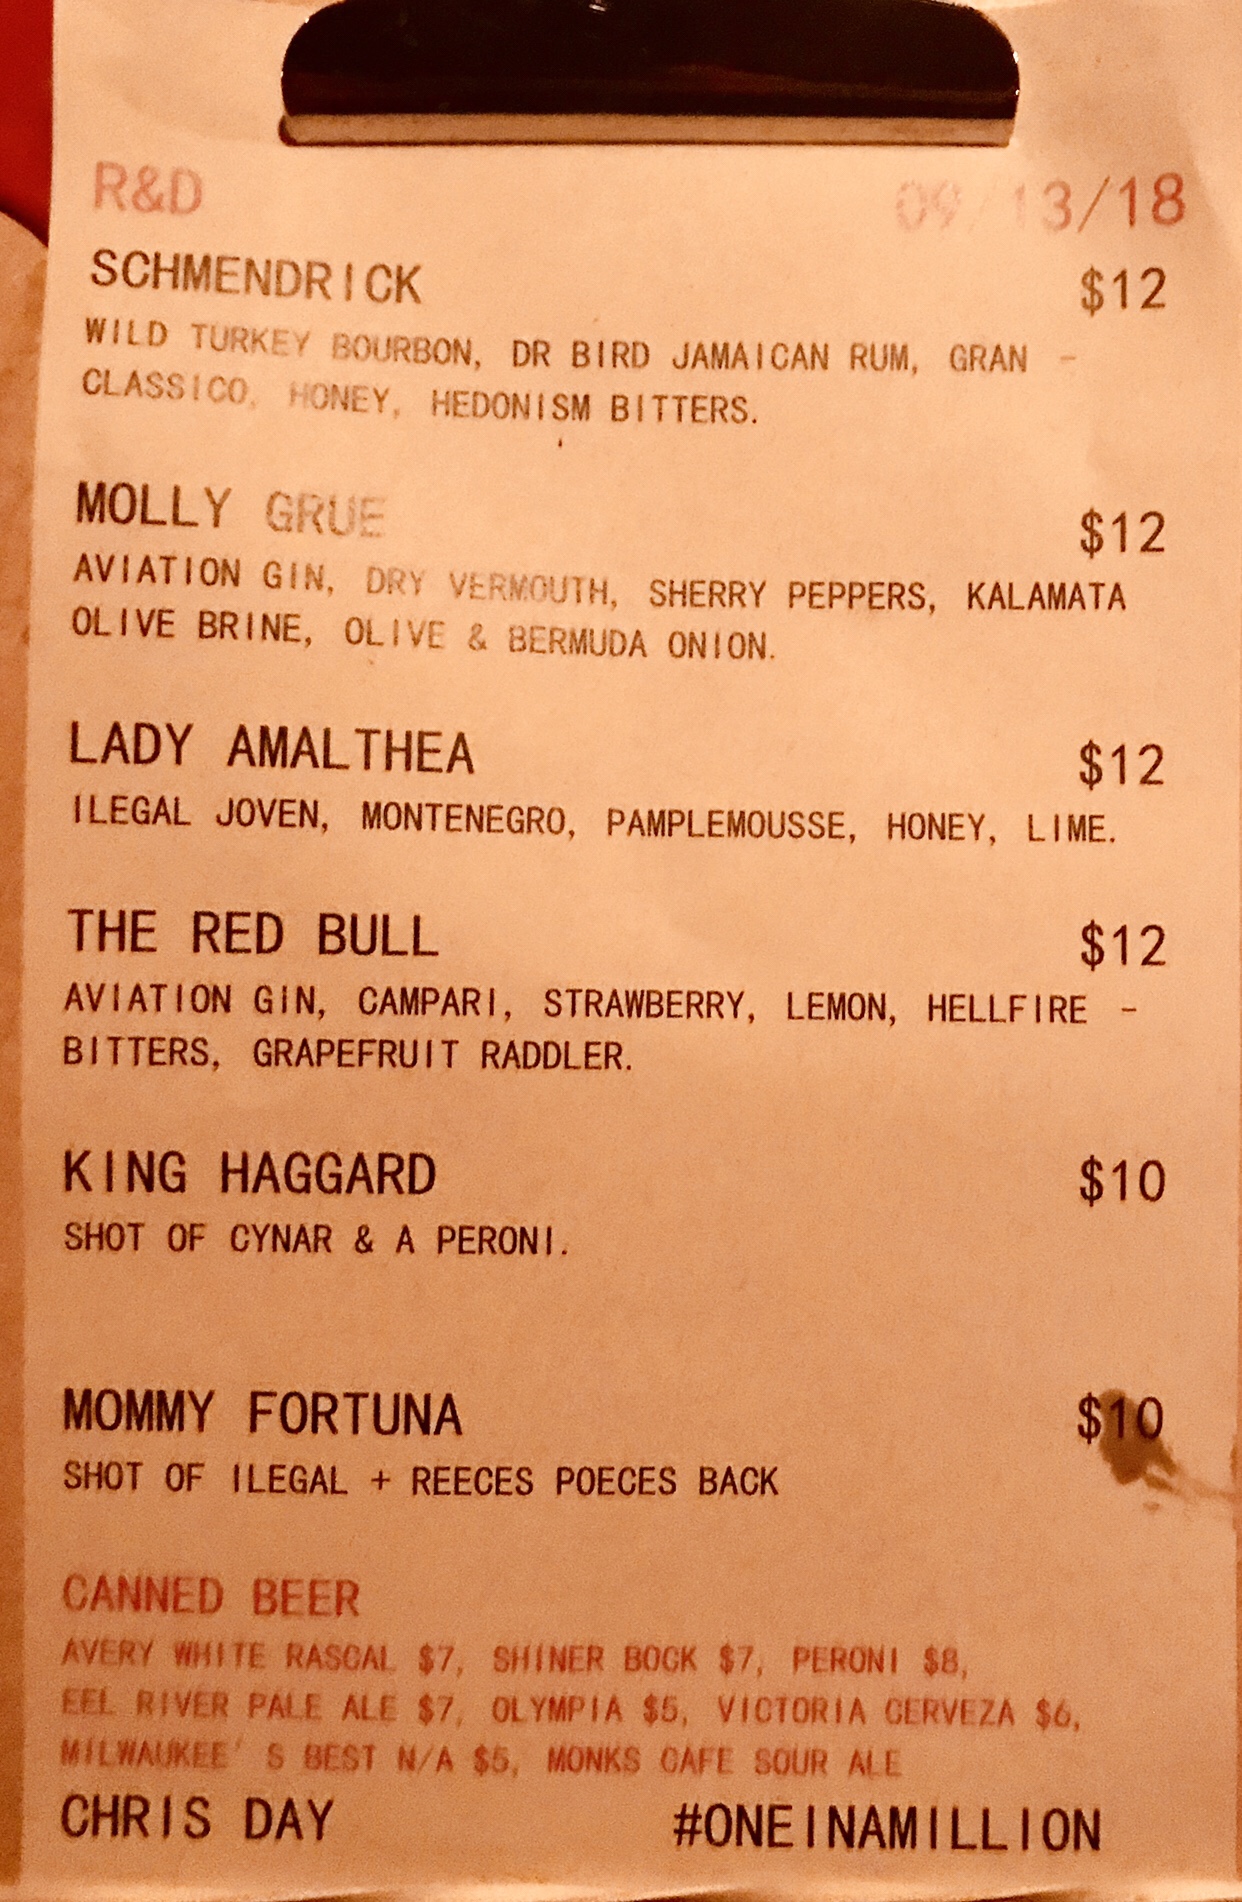 R&D 09/13/18
SCHMENDRICK $12
WILD TURKEY BOURBON, DR BIRD JAMAICAN RUM, GRAN -
CLASSICO, HONEY, HEDONISM BITTERS.
MOLLY GRUE $12
AVIATION GIN, DRY VERMOUTH, SHERRY PEPPERS, KALAMATA
OLIVE BRINE, OLIVE & BERMUDA ONION.
LADY AMALTHEA $12
ILEGAL JOVEN, MONTENEGRO, PAMPLEMOUSSE, HONEY, LIME.
THE RED BULL $12
AVIATION GIN, CAMPARI, STRAWBERRY, LEMON, HELLFIRE -
BITTERS, GRAPEFRUIT RADDLER.
KING HAGGARD $10
SHOT OF CYNAR & A PERONI.
MOMMY FORTUNA $10
SHOT OF ILEGAL + REECES POECES BACK
CANNED BEER
AVERY WHITE RASCAL $7, SHINER BOCK $7, PERONI $8,
EEL RIVER PALE ALE $7, OLYMPIA $5, VICTORIA CERVEZA $6,
MILWAUKEE' S BEST N/A $5, MONKS CAFE SOUR ALE
CHRIS DAY #ONEINAMILLION